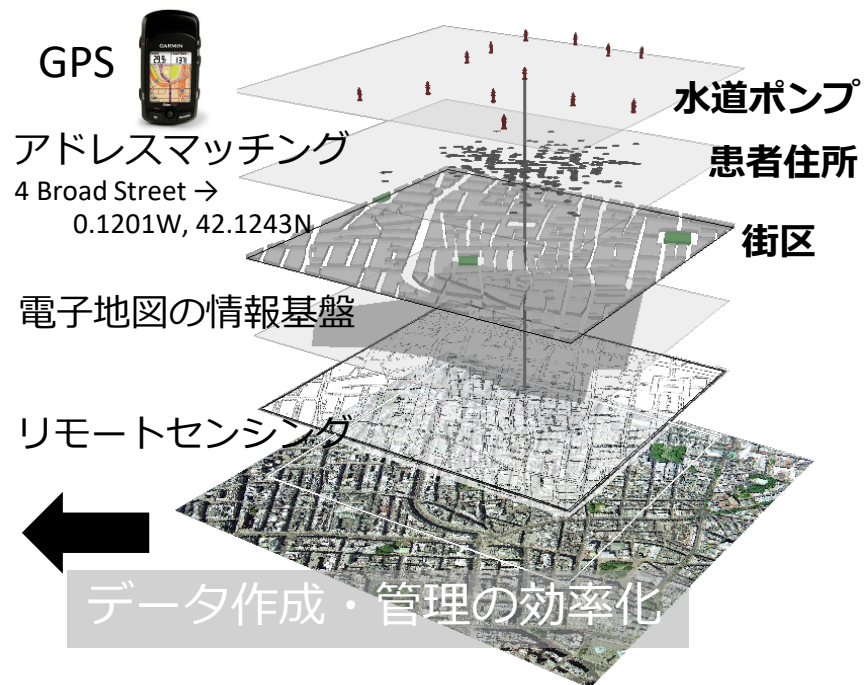 GPS
GARMIN
水道ポンプ
アドレスマッチング
患者住所
4 Broad Street →
0.1201W, 42.1243N
街区
電子地図の情報基盤
リモートセンシング
データ作成・管理の効率化